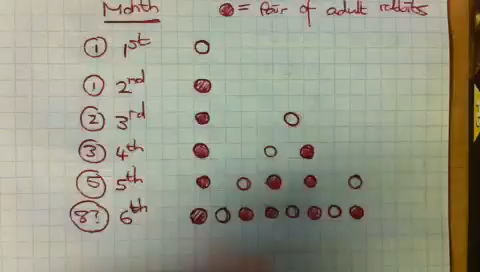 Month = Pair of adult rabbits
① 1st
① 2nd
② 3rd
③ 4th
⑤ 5th
8? 6th